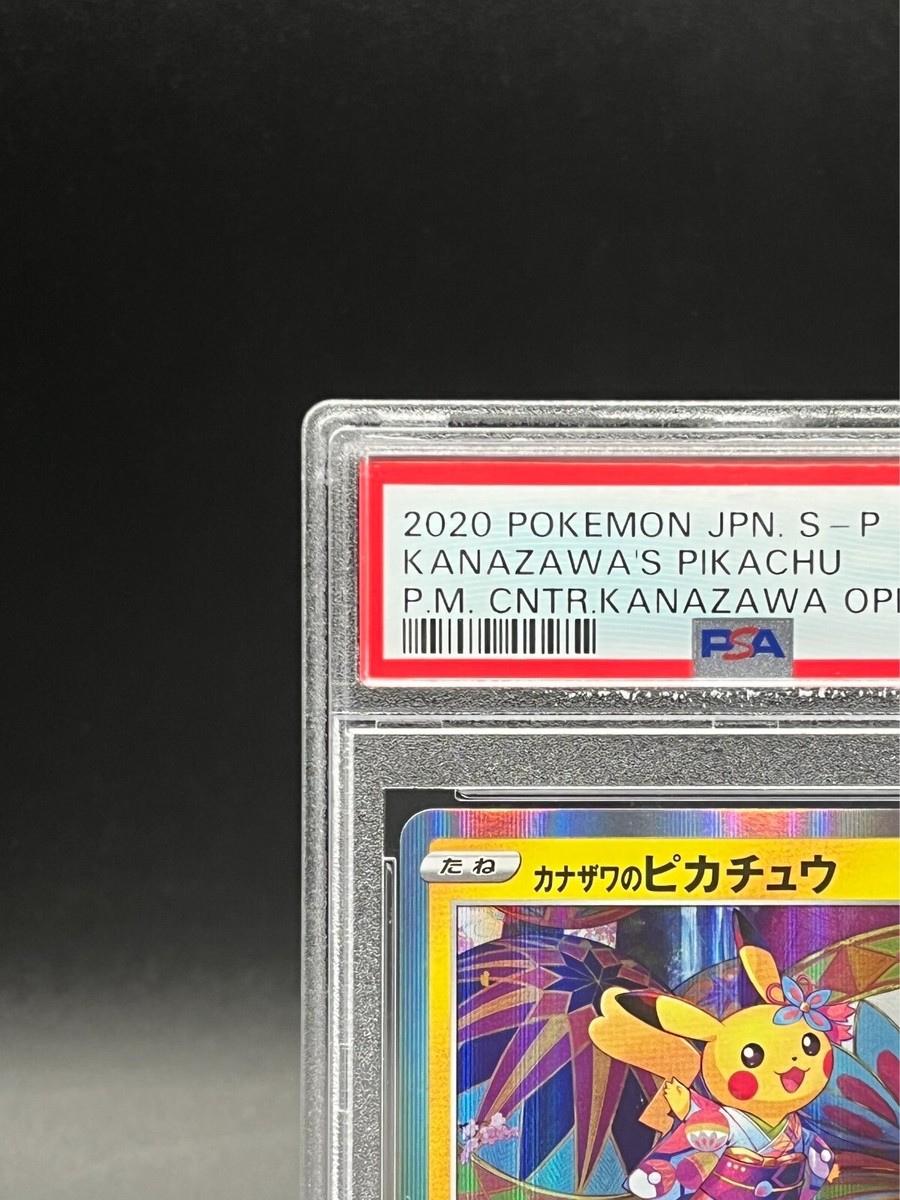 2020 POKEMON JPN. S-P
KANAZAWA'S PIKACHU
P.M. CNTR.KANAZAWA
PSA
たね カナザワのピカチュウ